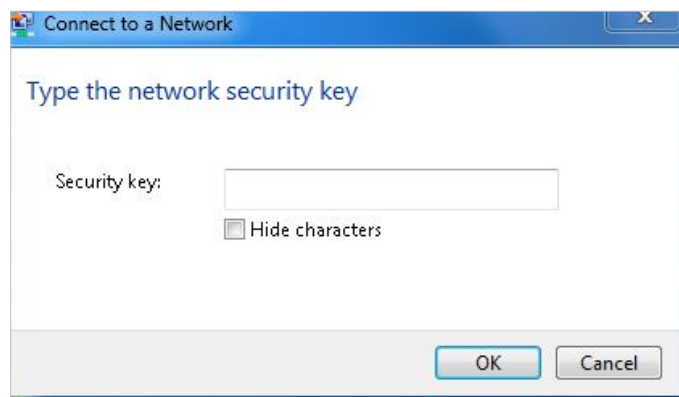 Connect to a Network
Type the network security key
Security key:
Hide characters
OK Cancel